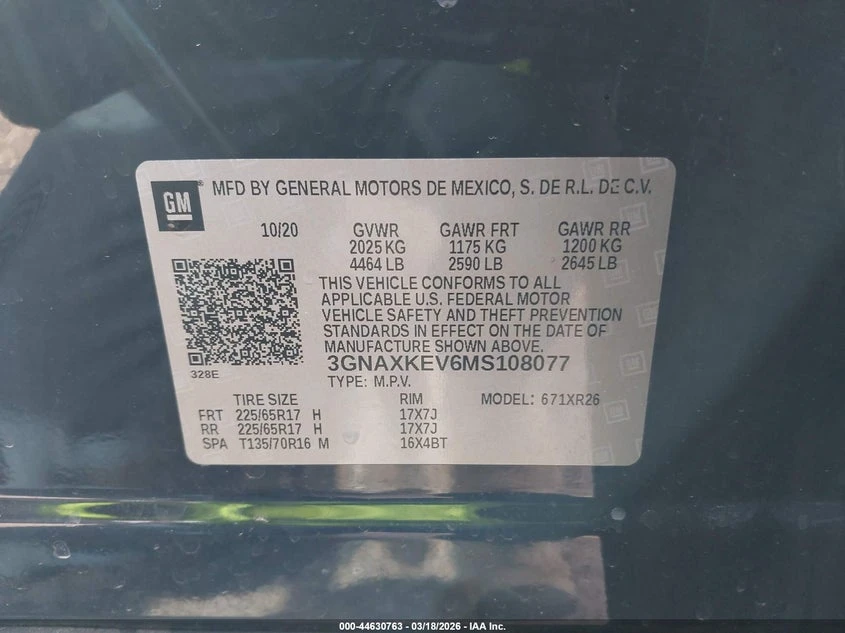 GM ® MFD BY GENERAL MOTORS DE MEXICO, S. DE R.L. DE C.V.
10/20 GVWR GAWR FRT GAWR RR
2025 KG 1175 KG 1200 KG
4464 LB 2590 LB 2645 LB
THIS VEHICLE CONFORMS TO ALL
APPLICABLE U.S. FEDERAL MOTOR
VEHICLE SAFETY AND THEFT PREVENTION
STANDARDS IN EFFECT ON THE DATE OF
MANUFACTURE SHOWN ABOVE.
3GNAXKEV6MS108077
328E
TYPE: M.P.V.
TIRE SIZE RIM MODEL: 671XR26
FRT 225/65R17 H 17X7J
RR 225/65R17 H 17X7J
SPA T135/70R16 M 16X4BT
000-44630763 - 03/18/2026 - IAA Inc.